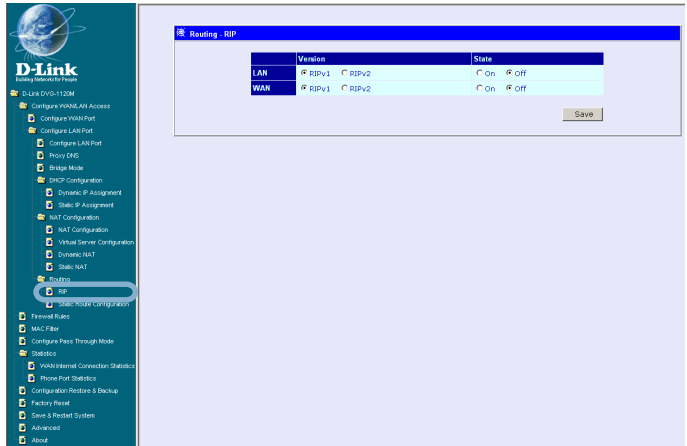 D-Link
Building Networks for People
D-Link DVG-1120M
Configure WAN/LAN Access
Configure WAN Port
Configure LAN Port
Configure LAN Port
Proxy DNS
Bridge Mode
DHCP Configuration
Dynamic IP Assignment
Static IP Assignment
NAT Configuration
NAT Configuration
Virtual Server Configuration
Dynamic NAT
Static NAT
Routing
RIP
Static Route Configuration
Firewall Rules
MAC Filter
Configure Pass Through Mode
Statistics
WAN Internet Connection Statistics
Phone Port Statistics
Configuration Restore & Backup
Factory Reset
Save & Restart System
Advanced
About
Routing - RIP
Version State
LAN RIPv1 RIPv2 On Off
WAN RIPv1 RIPv2 On Off
Save